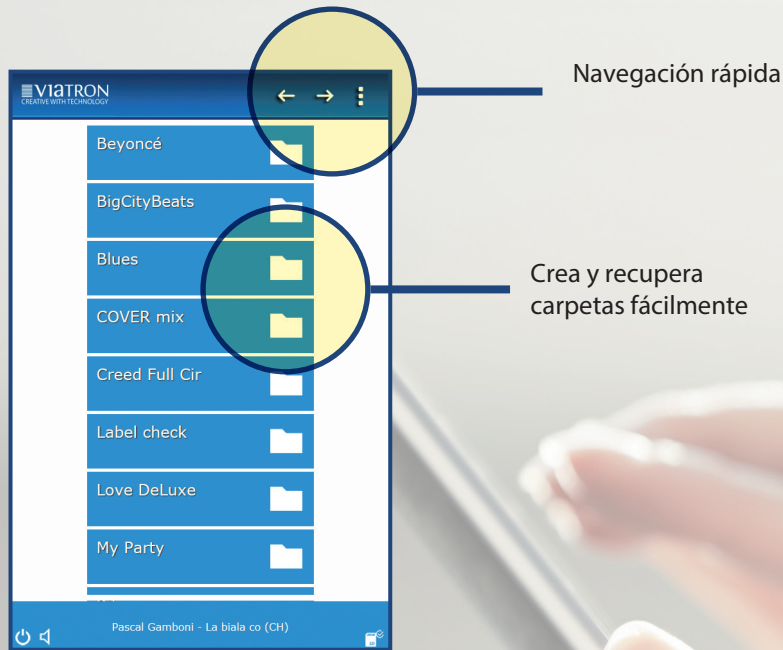 VIATRON
CREATIVE WITH TECHNOLOGY
Navegación rápida
Beyoncé
BigCityBeats
Blues
COVER mix
Crea y recupera
carpetas fácilmente
Creed Full Cir
Label check
Love DeLuxe
My Party
Pascal Gamboni - La biala co (CH)